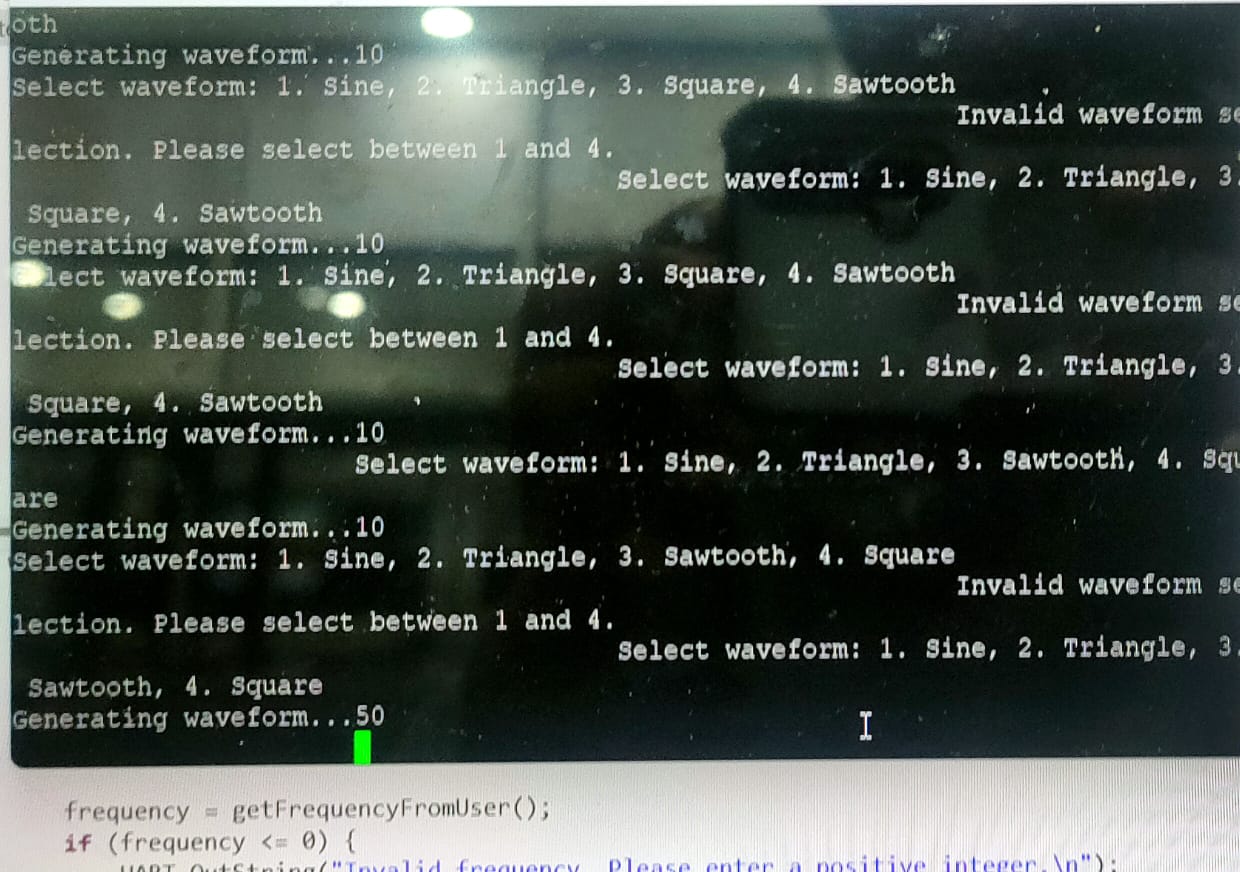 oth
Generating waveform...10
Select waveform: 1. Sine, 2. Triangle, 3. Square, 4. Sawtooth
Invalid waveform se
lection. Please select between 1 and 4.
Select waveform: 1. Sine, 2. Triangle, 3.
Square, 4. Sawtooth
Generating waveform...10
lect waveform: 1. Sine, 2. Triangle, 3. Square, 4. Sawtooth
Invalid waveform se
lection. Please select between 1 and 4.
Select waveform: 1. Sine, 2. Triangle, 3.
Square, 4. Sawtooth
Generating waveform...10
Select waveform: 1. Sine, 2. Triangle, 3. Sawtooth, 4. Squ
are
Generating waveform...10
Select waveform: 1. Sine, 2. Triangle, 3. Sawtooth, 4. Square
Invalid waveform se
lection. Please select between 1 and 4.
Select waveform: 1. Sine, 2. Triangle, 3.
Sawtooth, 4. Square
Generating waveform...50
frequency = getFrequencyFromUser();
if (frequency <= 0) {
UART_OutString("Invalid frequency. Please enter a positive integer.\n");